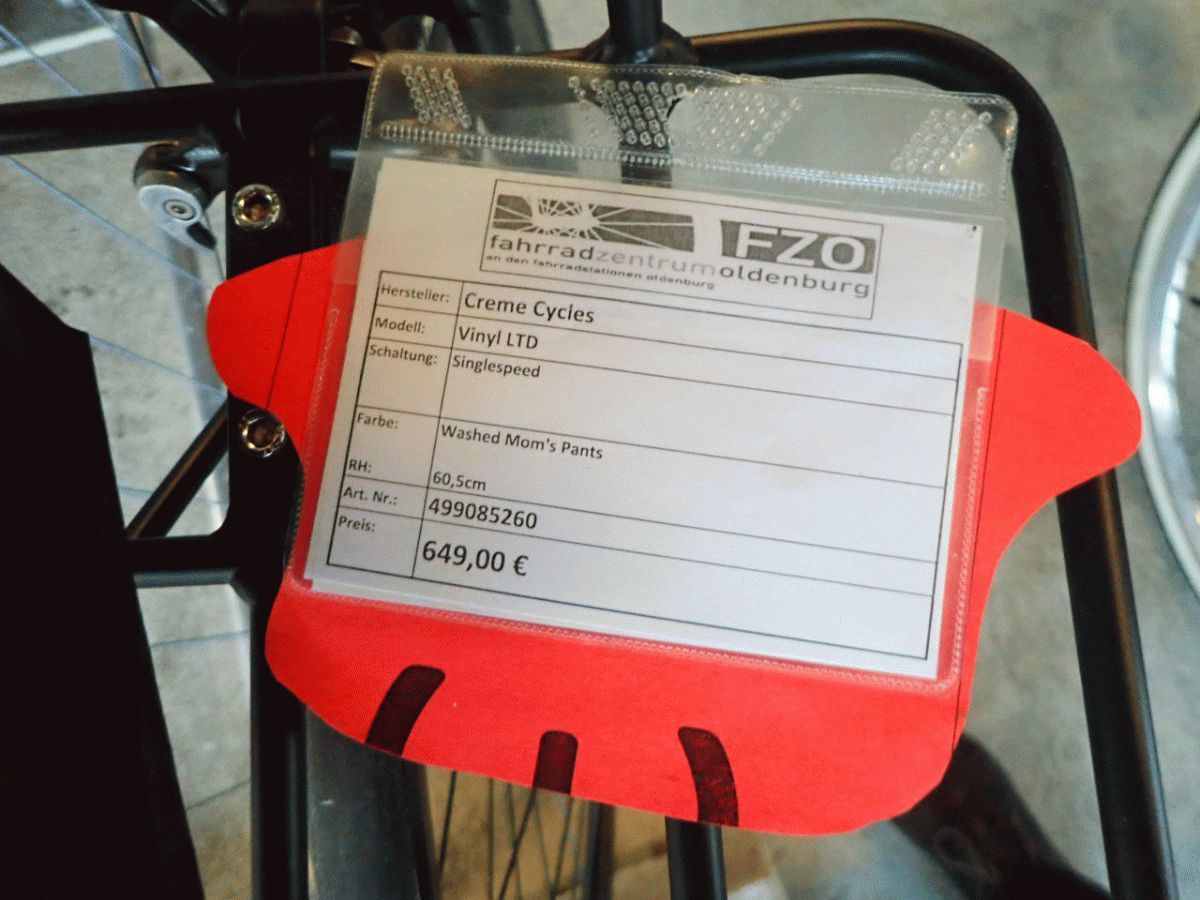 FZO
fahrradzentrumoldenburg
an den fahrradstationen oldenburg
Hersteller: Creme Cycles
Modell: Vinyl LTD
Schaltung: Singlespeed
Farbe: Washed Mom's Pants
RH: 60,5cm
Art. Nr.: 499085260
Preis: 649,00 €